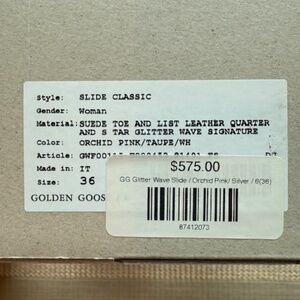 Style: SLIDE CLASSIC
Gender: Woman
Material: SUEDE TOE AND LIST LEATHER QUARTER
AND S TAR GLITTER WAVE SIGNATURE
Color: ORCHID PINK/TAUPE/WH
Article:
Made in: IT
Size: 36
GOLDEN GOOS
$575.00
GG Glitter Wave Slide / Orchid Pink/ Silver / 6(36)
87412073